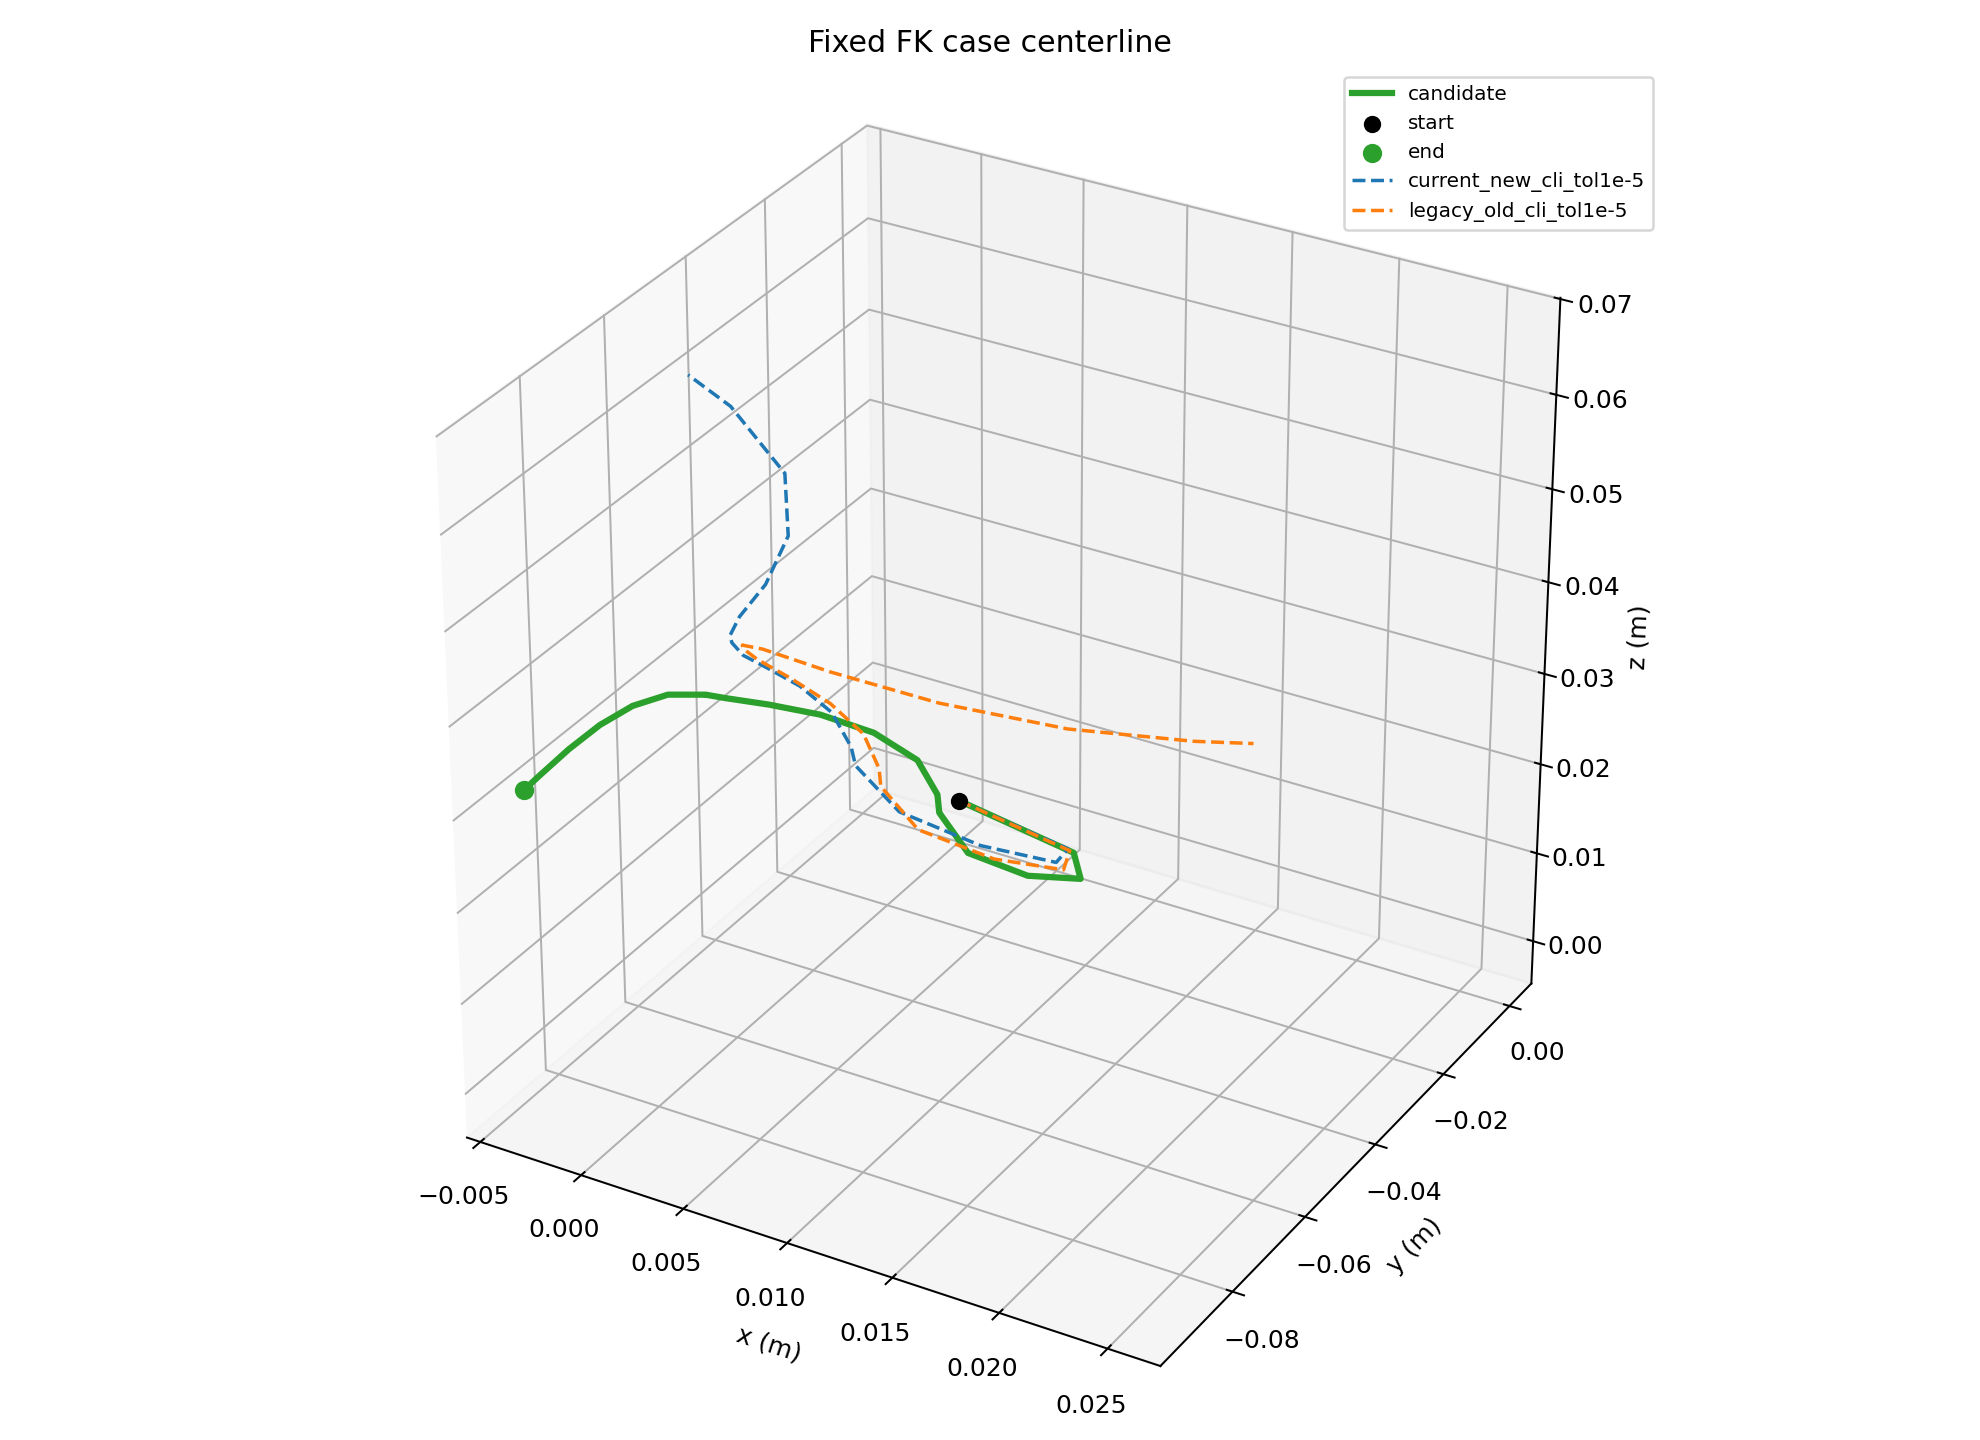 Fixed FK case centerline
candidate
start
end
current_new_cli_tol1e-5
legacy_old_cli_tol1e-5
0.07
0.06
0.05
0.04
0.03
0.02
0.01
0.00
z (m)
0.00
−0.02
−0.04
−0.06
−0.08
y (m)
−0.005
0.000
0.005
0.010
0.015
0.020
0.025
x (m)